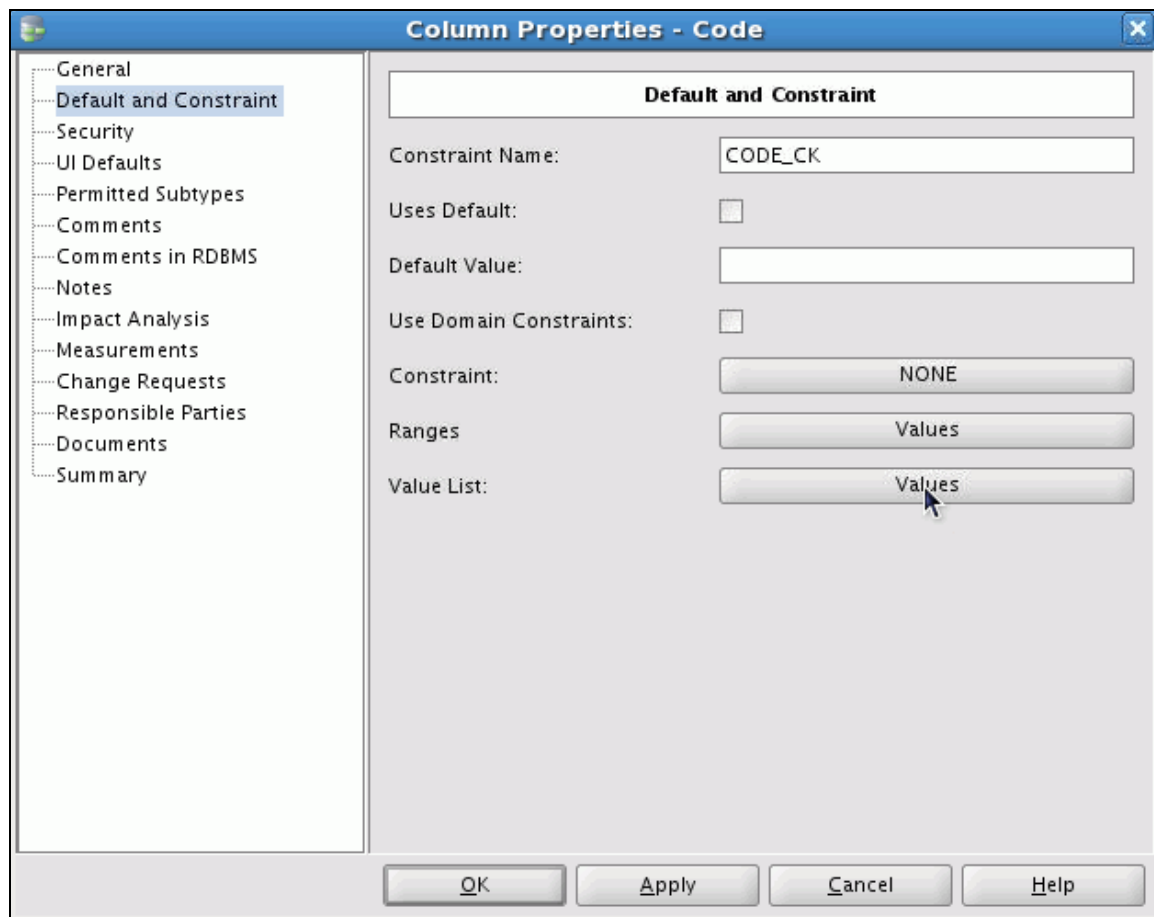 Column Properties - Code
General
Default and Constraint
Security
UI Defaults
Permitted Subtypes
Comments
Comments in RDBMS
Notes
Impact Analysis
Measurements
Change Requests
Responsible Parties
Documents
Summary
Default and Constraint
Constraint Name: CODE_CK
Uses Default:
Default Value:
Use Domain Constraints:
Constraint: NONE
Ranges Values
Value List: Values
OK Apply Cancel Help